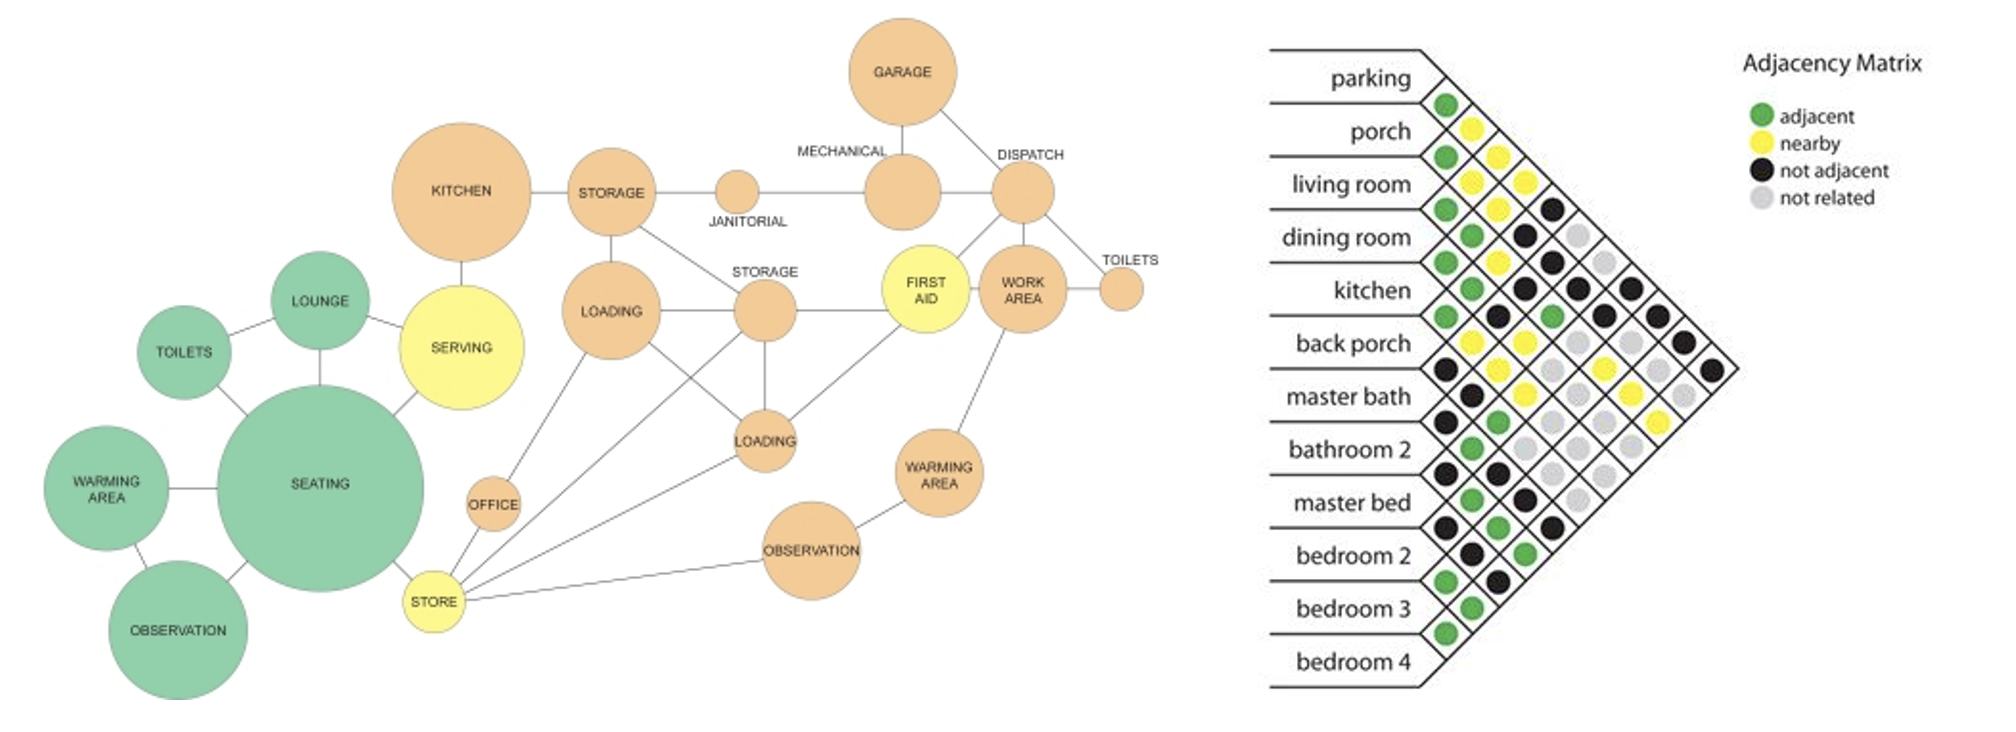 GARAGE
MECHANICAL
DISPATCH
KITCHEN
STORAGE
JANITORIAL
TOILETS
STORAGE
FIRST
AID
WORK
AREA
LOUNGE
LOADING
TOILETS
SERVING
LOADING
WARMING
AREA
SEATING
WARMING
AREA
OFFICE
OBSERVATION
STORE
OBSERVATION
parking
porch
living room
dining room
kitchen
back porch
master bath
bathroom 2
master bed
bedroom 2
bedroom 3
bedroom 4
Adjacency Matrix
adjacent
nearby
not adjacent
not related